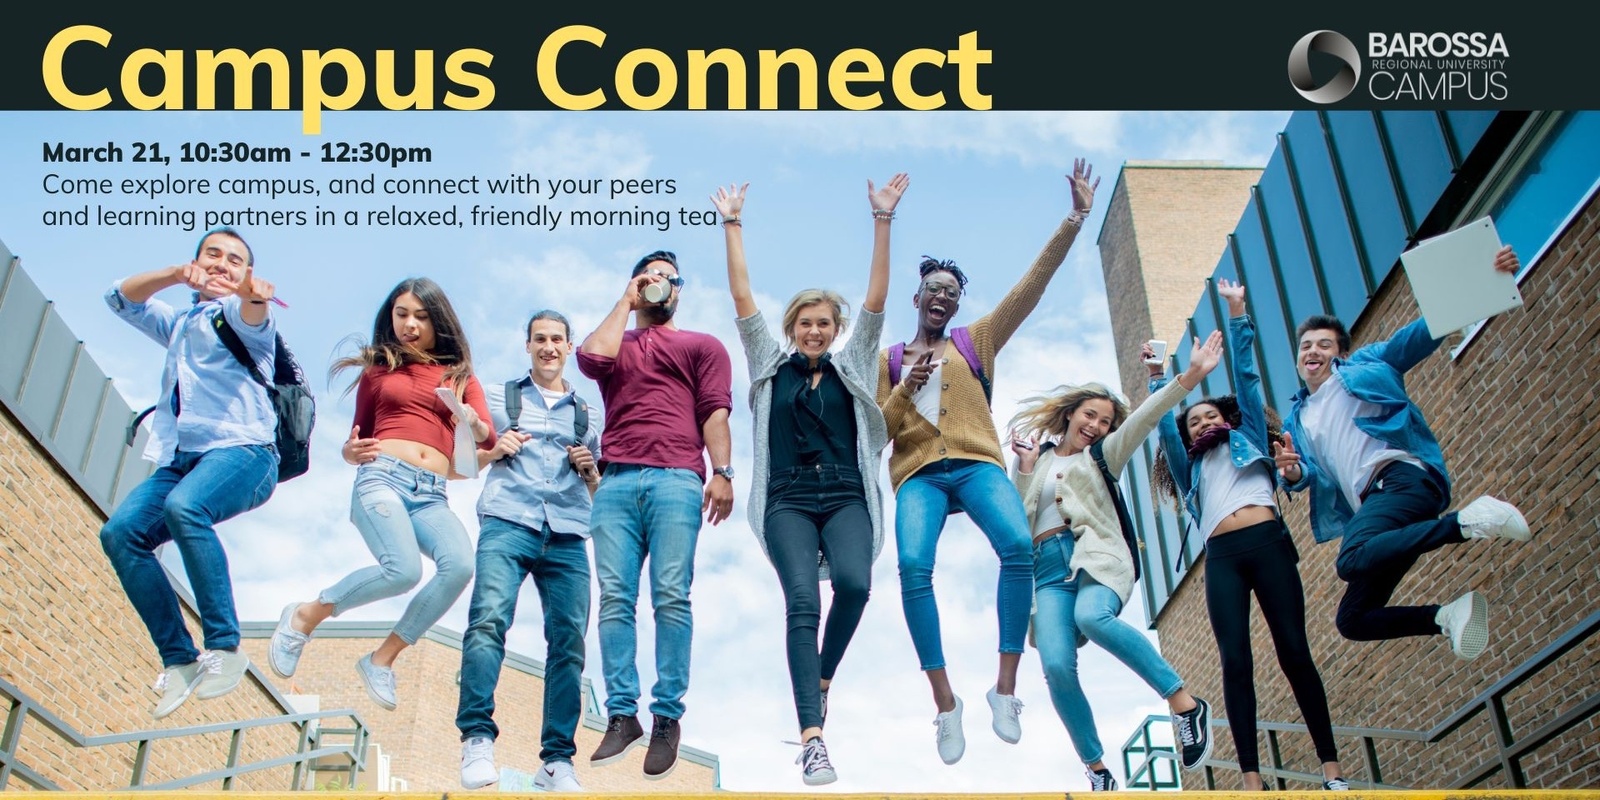 Campus Connect
BAROSSA
REGIONAL UNIVERSITY
CAMPUS
March 21, 10:30am - 12:30pm
Come explore campus, and connect with your peers
and learning partners in a relaxed, friendly morning tea